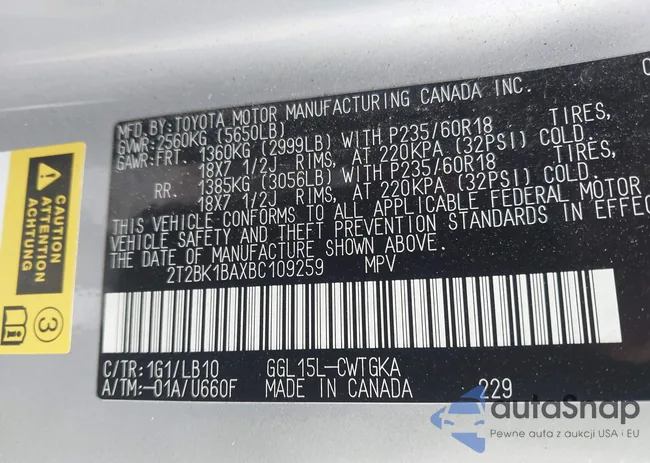 MFD.BY:TOYOTA MOTOR MANUFACTURING CANADA INC.
GVWR:2560KG (5650LB)
GAWR:FRT. 1360KG (2999LB) WITH P235/60R18 TIRES,
18X7 1/2J RIMS, AT 220KPA (32PSI) COLD.
RR. 1385KG (3056LB) WITH P235/60R18 TIRES,
18X7 1/2J RIMS, AT 220KPA (32PSI) COLD.
THIS VEHICLE CONFORMS TO ALL APPLICABLE FEDERAL MOTOR
VEHICLE SAFETY AND THEFT PREVENTION STANDARDS IN EFFEC
THE DATE OF MANUFACTURE SHOWN ABOVE.
2T2BK1BAXBC109259 MPV
C/TR:1G1/LB10 GGL15L-CWTGKA
A/TM:-01A/U660F MADE IN CANADA 229
CAUTION
ATTENTION
ACHTUNG
3
autaSnap
Pewne auta z aukcji USA i EU